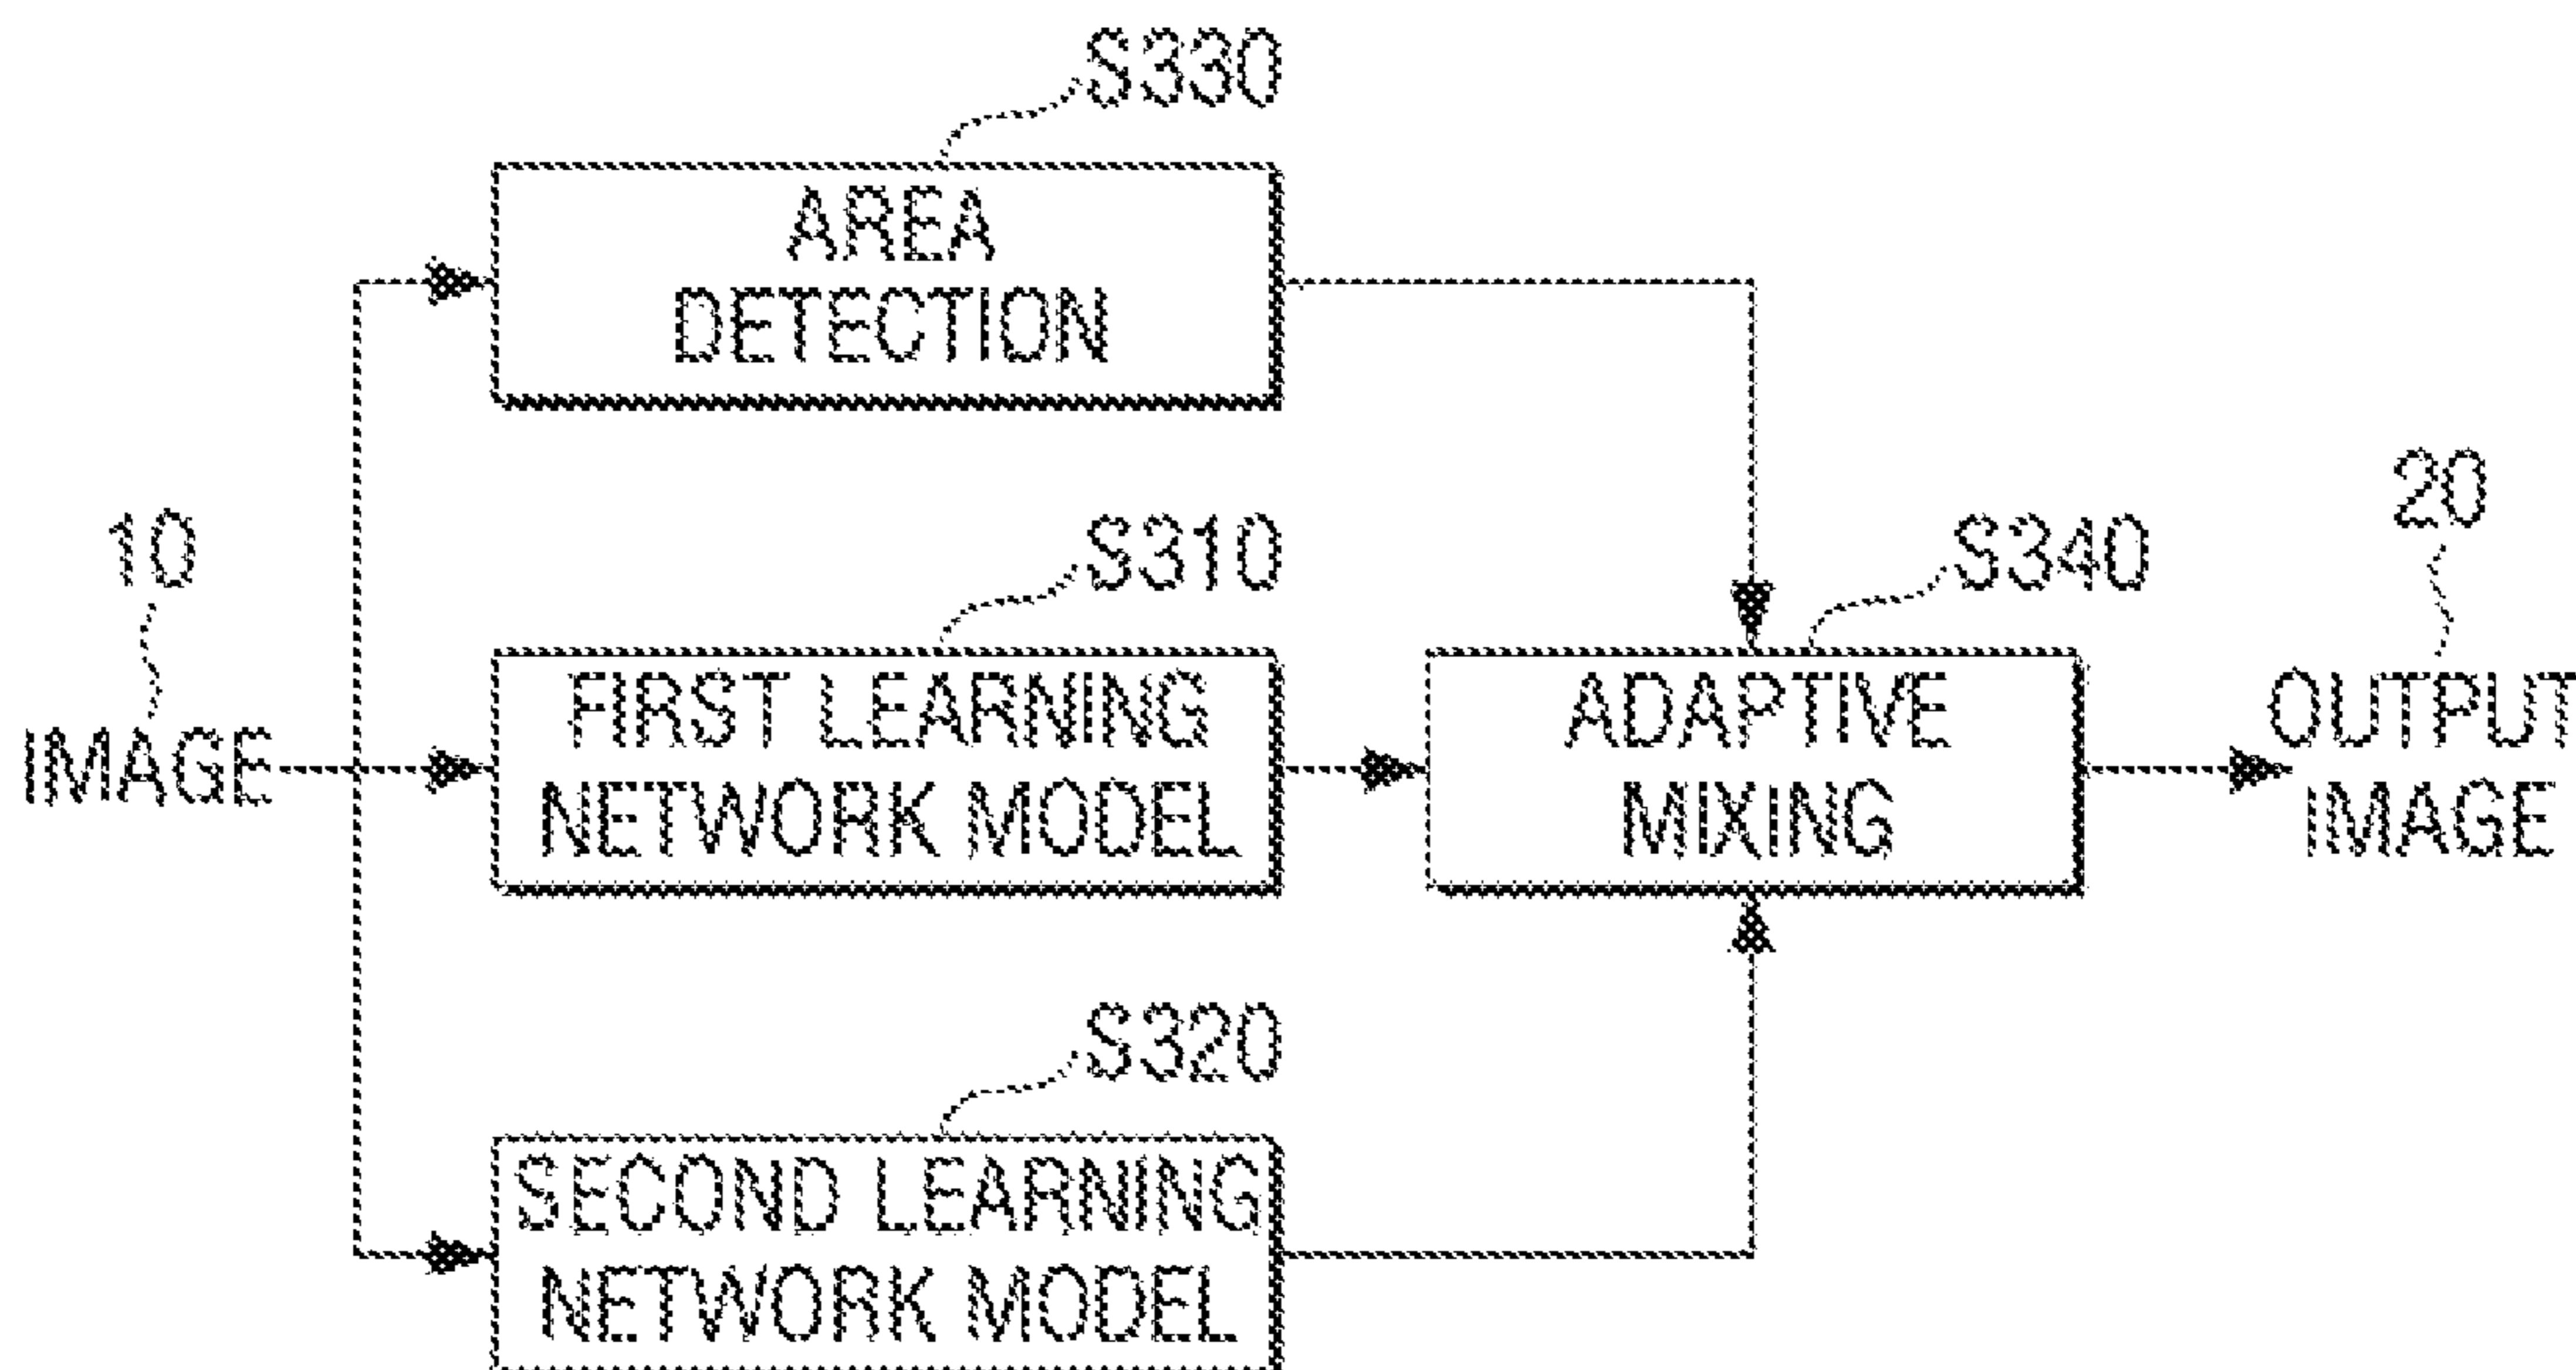 S330
AREA
DETECTION
10
IMAGE
S310
FIRST LEARNING
NETWORK MODEL
S340
ADAPTIVE
MIXING
20
OUTPUT
IMAGE
S320
SECOND LEARNING
NETWORK MODEL